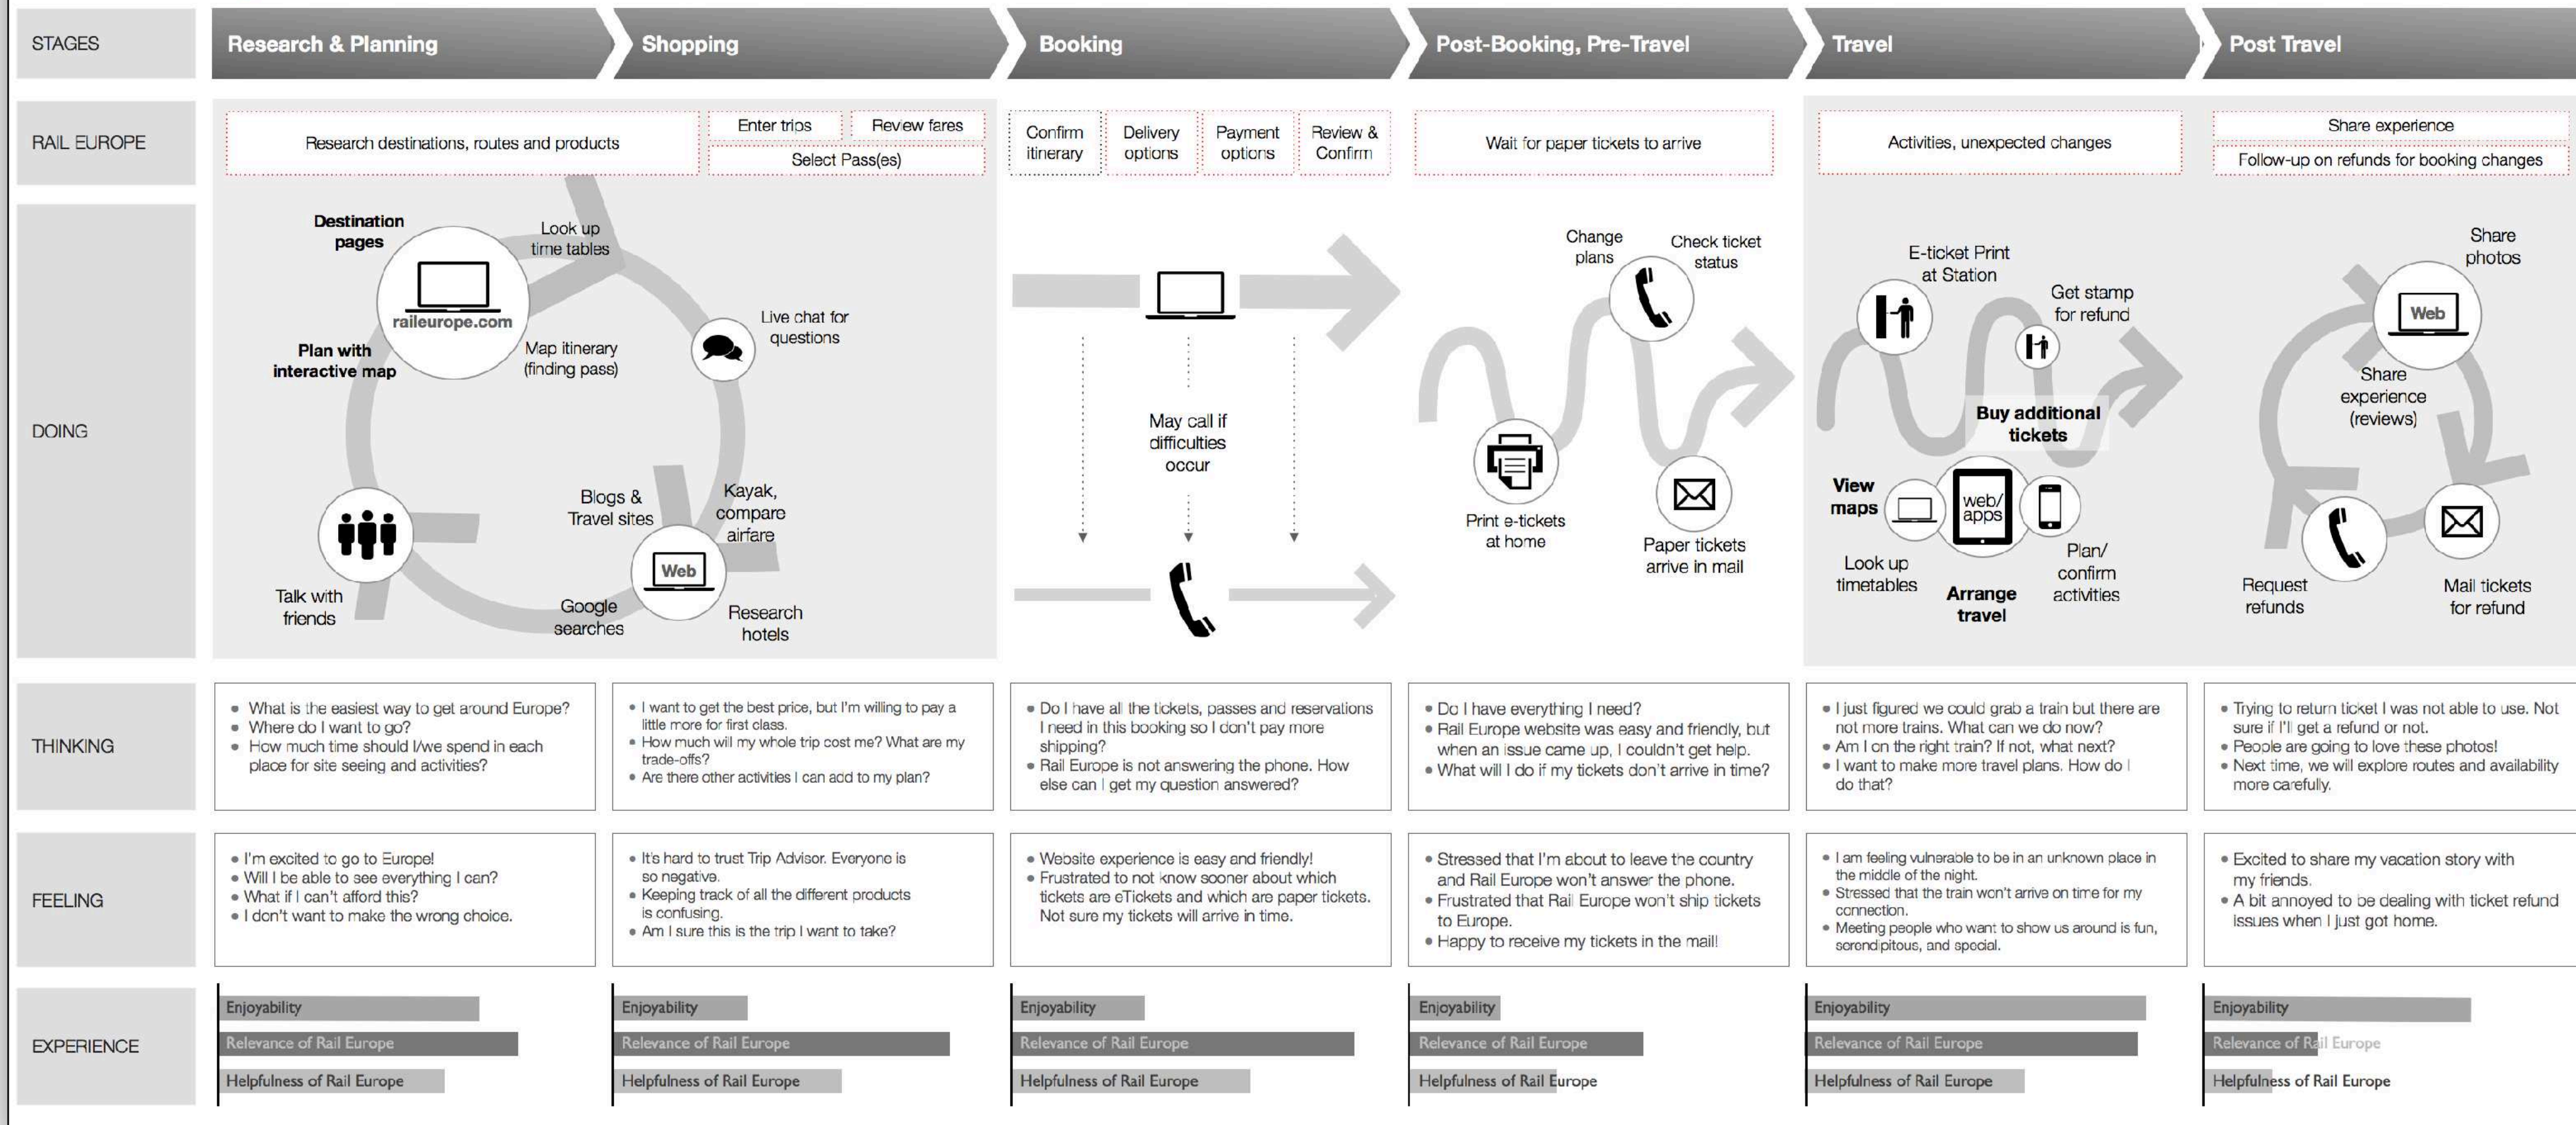 STAGES
Research & Planning
Shopping
Booking
Post-Booking, Pre-Travel
Travel
Post Travel
RAIL EUROPE
Research destinations, routes and products
Enter trips
Review fares
Select Pass(es)
Confirm
itinerary
Delivery
options
Payment
options
Review &
Confirm
Wait for paper tickets to arrive
Activities, unexpected changes
Share experience
Follow-up on refunds for booking changes
DOING
Destination
pages
Look up
time tables
raileurope.com
Plan with
interactive map
Map itinerary
(finding pass)
Live chat for
questions
Blogs &
Travel sites
Kayak,
compare
airfare
Web
Talk with
friends
Google
searches
Research
hotels
May call if
difficulties
occur
Change
plans
Check ticket
status
Print e-tickets
at home
Paper tickets
arrive in mail
E-ticket Print
at Station
Get stamp
for refund
Buy additional
tickets
View
maps
web/
apps
Look up
timetables
Arrange
travel
Plan/
confirm
activities
Share
photos
Web
Share
experience
(reviews)
Request
refunds
Mail tickets
for refund
THINKING
• What is the easiest way to get around Europe?
• Where do I want to go?
• How much time should I/we spend in each
place for site seeing and activities?
• I want to get the best price, but I'm willing to pay a
little more for first class.
• How much will my whole trip cost me? What are my
trade-offs?
• Are there other activities I can add to my plan?
• Do I have all the tickets, passes and reservations
I need in this booking so I don't pay more
shipping?
• Rail Europe is not answering the phone. How
else can I get my question answered?
• Do I have everything I need?
• Rail Europe website was easy and friendly, but
when an issue came up, I couldn't get help.
• What will I do if my tickets don't arrive in time?
• I just figured we could grab a train but there are
not more trains. What can we do now?
• Am I on the right train? If not, what next?
• I want to make more travel plans. How do I
do that?
• Trying to return ticket I was not able to use. Not
sure if I'll get a refund or not.
• People are going to love these photos!
• Next time, we will explore routes and availability
more carefully.
FEELING
• I'm excited to go to Europe!
• Will I be able to see everything I can?
• What if I can't afford this?
• I don't want to make the wrong choice.
• It's hard to trust Trip Advisor. Everyone is
so negative.
• Keeping track of all the different products
is confusing.
• Am I sure this is the trip I want to take?
• Website experience is easy and friendly!
• Frustrated to not know sooner about which
tickets are eTickets and which are paper tickets.
Not sure my tickets will arrive in time.
• Stressed that I'm about to leave the country
and Rail Europe won't answer the phone.
• Frustrated that Rail Europe won't ship tickets
to Europe.
• Happy to receive my tickets in the mail!
• I am feeling vulnerable to be in an unknown place in
the middle of the night.
• Stressed that the train won't arrive on time for my
connection.
• Meeting people who want to show us around is fun,
serendipitous, and special.
• Excited to share my vacation story with
my friends.
• A bit annoyed to be dealing with ticket refund
issues when I just got home.
EXPERIENCE
Enjoyability
Relevance of Rail Europe
Helpfulness of Rail Europe
Enjoyability
Relevance of Rail Europe
Helpfulness of Rail Europe
Enjoyability
Relevance of Rail Europe
Helpfulness of Rail Europe
Enjoyability
Relevance of Rail Europe
Helpfulness of Rail Europe
Enjoyability
Relevance of Rail Europe
Helpfulness of Rail Europe
Enjoyability
Relevance of Rail Europe
Helpfulness of Rail Europe